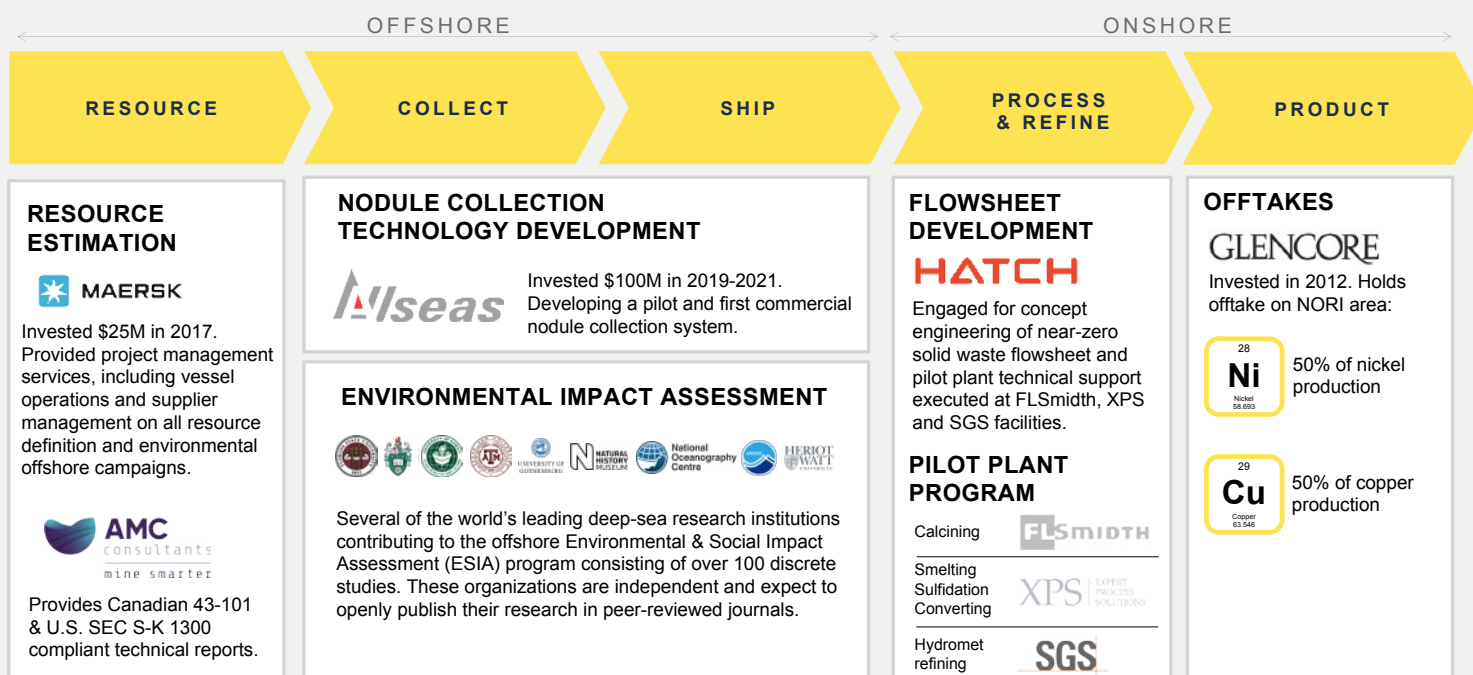 OFFSHORE
ONSHORE
RESOURCE
COLLECT
SHIP
PROCESS
& REFINE
PRODUCT
RESOURCE
ESTIMATION
MAERSK
Invested $25M in 2017.
Provided project management
services, including vessel
operations and supplier
management on all resource
definition and environmental
offshore campaigns.
AMC
consultants
mine smarter
Provides Canadian 43-101
& U.S. SEC S-K 1300
compliant technical reports.
NODULE COLLECTION
TECHNOLOGY DEVELOPMENT
Allseas
Invested $100M in 2019-2021.
Developing a pilot and first commercial
nodule collection system.
ENVIRONMENTAL IMPACT ASSESSMENT
ATM
UNIVERSITY OF
GOTHENBURG
N NATURAL
HISTORY
MUSEUM
National
Oceanography
Centre
HERIOT
WATT
UNIVERSITY
Several of the world's leading deep-sea research institutions
contributing to the offshore Environmental & Social Impact
Assessment (ESIA) program consisting of over 100 discrete
studies. These organizations are independent and expect to
openly publish their research in peer-reviewed journals.
FLOWSHEET
DEVELOPMENT
HATCH
Engaged for concept
engineering of near-zero
solid waste flowsheet and
pilot plant technical support
executed at FLSmidth, XPS
and SGS facilities.
PILOT PLANT
PROGRAM
Calcining
FLSMIDTH
Smelting
Sulfidation
Converting
XPS
EXPERT
PROCESS
SOLUTIONS
Hydromet
refining
SGS
OFFTAKES
GLENCORE
Invested in 2012. Holds
offtake on NORI area:
28
Ni
Nickel
58.693
50% of nickel
production
29
Cu
Copper
63.546
50% of copper
production